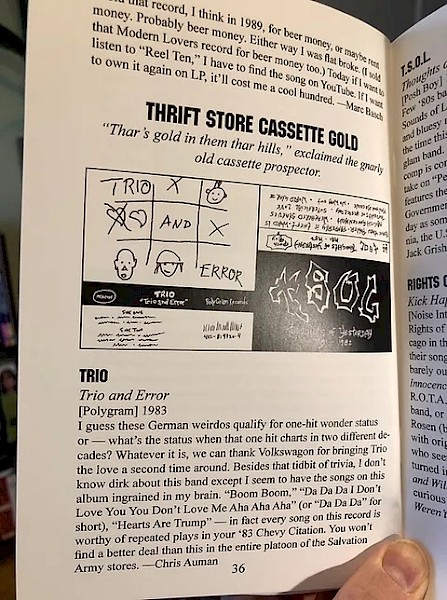 that record, I think in 1989, for beer money, or maybe rent
money. Probably beer money. Either way I was flat broke. (I sold
that Modern Lovers record for beer money too.) Today if I want to
listen to "Reel Ten," I have to find the song on YouTube. If I want
to own it again on LP, it'll cost me a cool hundred. —Marc
THRIFT STORE CASSETTE GOLD
"Thar's gold in them thar hills," exclaimed the gnarly
old cassette prospector.
TRIO X
AND X
ERROR
TRIO
"Trio and Error"
PolyGram Records
SIDE ONE
SIDE TWO
TSOL
of Yesterday
TRIO
Trio and Error
[Polygram] 1983
I guess these German weirdos qualify for one-hit wonder status
or — what's the status when that one hit charts in two different de-
cades? Whatever it is, we can thank Volkswagon for bringing Trio
the love a second time around. Besides that tidbit of trivia, I don't
know dirk about this band except I seem to have the songs on this
album ingrained in my brain. "Boom Boom," "Da Da Da I Don't
Love You You Don't Love Me Aha Aha Aha" (or "Da Da Da" for
short), "Hearts Are Trump" — in fact every song on this record is
worthy of repeated plays in your '83 Chevy Citation. You won't
find a better deal than this in the entire platoon of the Salvation
Army stores. —Chris Auman
36
T.S.O.L.
Thoughts
[Posh Boy]
Few '80s
Sounds of
and bluesy
the time this
glam band.
comp is
take on "Pe
features the
Governme
day as som
nia, the U.S
Jack Grish
RIGHTS O
Kick Ha
[Noise Int
Rights of
cago in th
their song
barely ou
Innocen
R.O.T.A.
band, or
Rosen (b
with orig
who see
turned i
and Wil
curious
Weren't